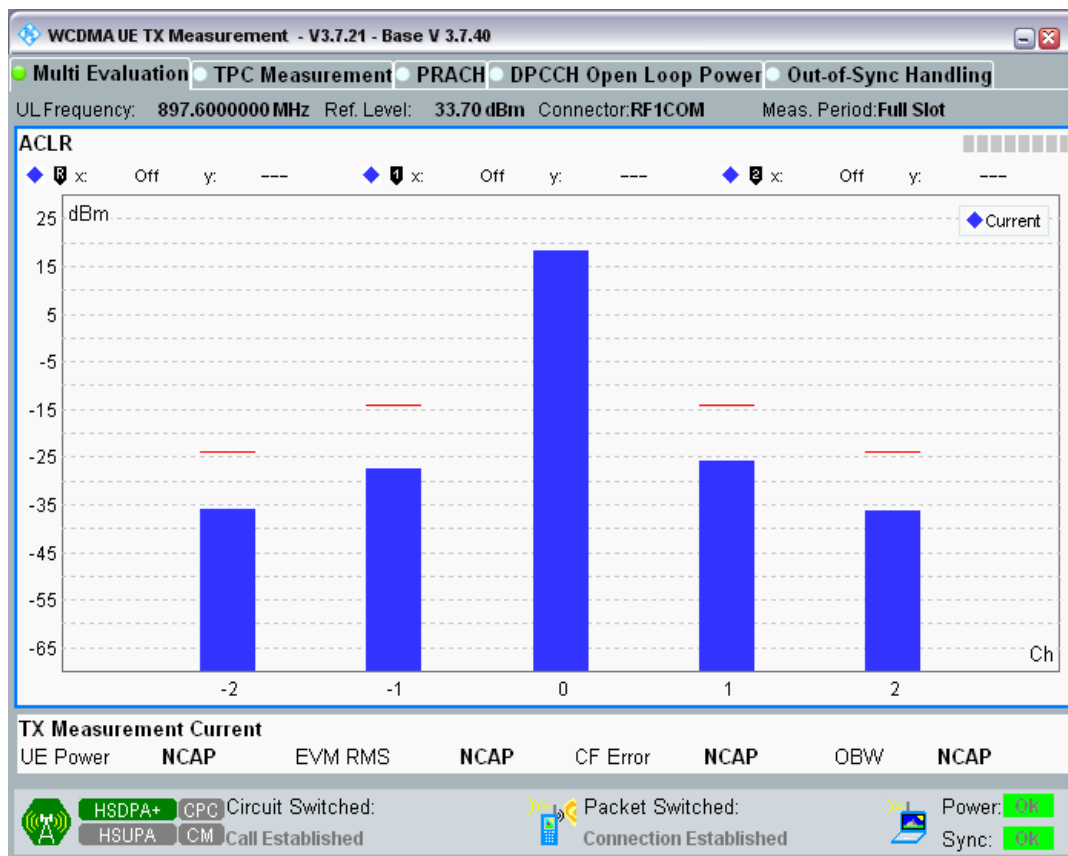 WCDMA UE TX Measurement - V3.7.21 - Base V 3.7.40
Multi Evaluation TPC Measurement PRACH DPCCH Open Loop Power Out-of-Sync Handling
UL Frequency: 897.6000000 MHz Ref. Level: 33.70 dBm Connector:RF1COM Meas. Period:Full Slot
ACLR
R x: Off y: --- 1 x: Off y: --- 2 x: Off y: ---
25 dBm Current
15
5
-5
-15
-25
-35
-45
-55
-65 Ch
-2 -1 0 1 2
TX Measurement Current
UE Power NCAP EVM RMS NCAP CF Error NCAP OBW NCAP
HSDPA+ CPC Circuit Switched: Packet Switched: Power: OK
HSUPA CM Call Established Connection Established Sync: OK